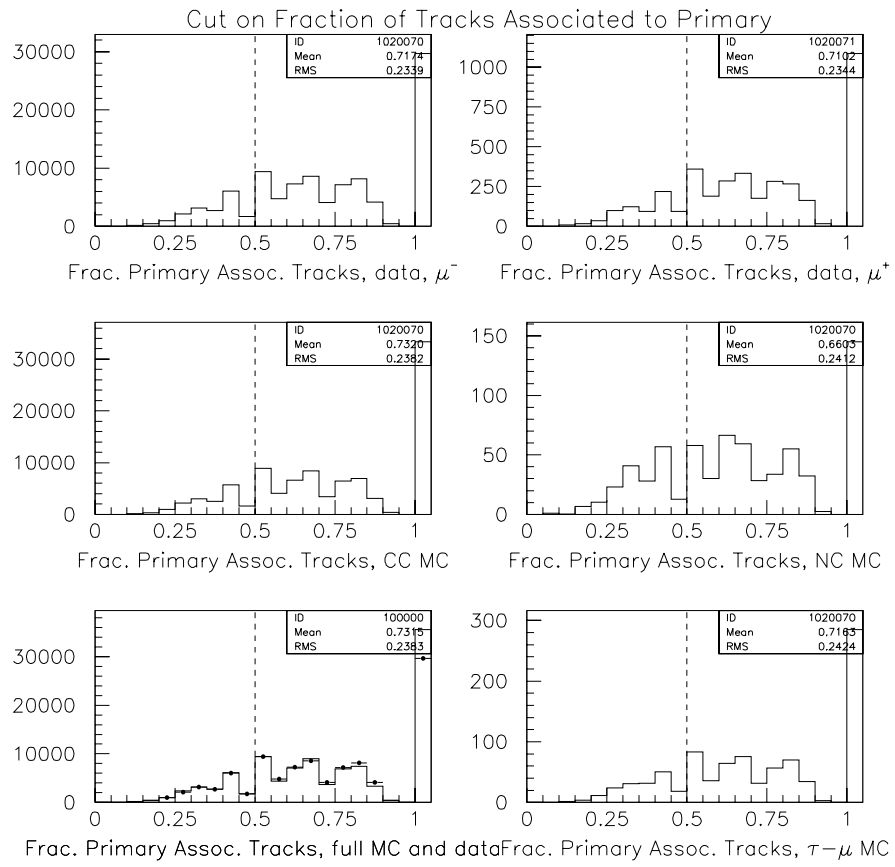 Cut on Fraction of Tracks Associated to Primary
ID 1020070
Mean 0.7174
RMS 0.2339
30000
20000
10000
0
0 0.25 0.5 0.75 1
Frac. Primary Assoc. Tracks, data, μ⁻
ID 1020071
Mean 0.7102
RMS 0.2344
1000
750
500
250
0
0 0.25 0.5 0.75 1
Frac. Primary Assoc. Tracks, data, μ⁺
ID 1020070
Mean 0.7320
RMS 0.2382
30000
20000
10000
0
0 0.25 0.5 0.75 1
Frac. Primary Assoc. Tracks, CC MC
ID 1020070
Mean 0.6603
RMS 0.2412
150
100
50
0
0 0.25 0.5 0.75 1
Frac. Primary Assoc. Tracks, NC MC
ID 100000
Mean 0.7315
RMS 0.2383
30000
20000
10000
0
0 0.25 0.5 0.75 1
Frac. Primary Assoc. Tracks, full MC and data
ID 1020070
Mean 0.7163
RMS 0.2424
300
200
100
0
0 0.25 0.5 0.75 1
Frac. Primary Assoc. Tracks, τ−μ MC